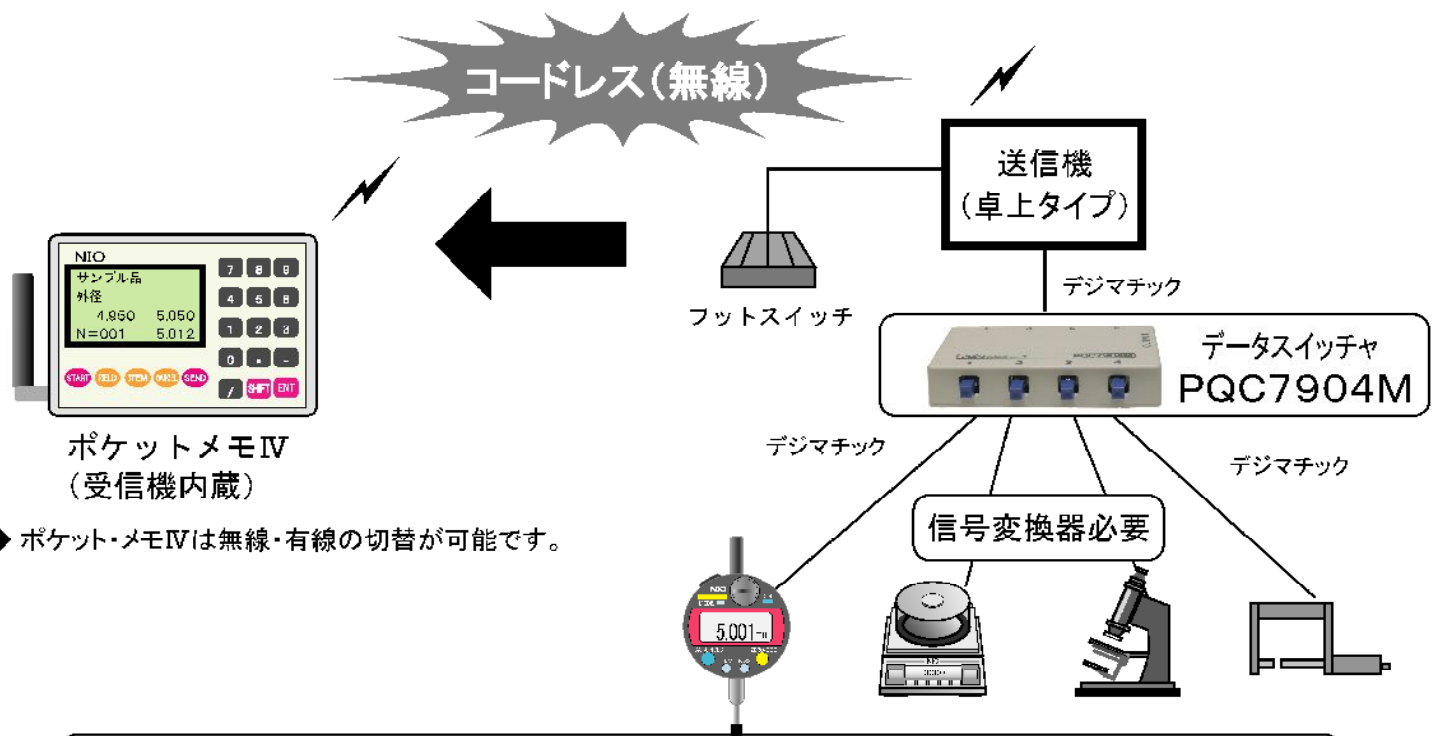 コードレス(無線)
送信機
(卓上タイプ)
デジマチック
フットスイッチ
データスイッチャ
PQC7904M
NIO
サンプル品
外径
4.950 5.050
N=001 5.012
7 8 9
4 5 6
1 2 3
0 . -
START FIELD ITEM CANCEL SEND
/ SHIFT ENT
ポケットメモⅣ
(受信機内蔵)
デジマチック
デジマチック
信号変換器必要
◆ ポケット・メモⅣは無線・有線の切替が可能です。
5.001